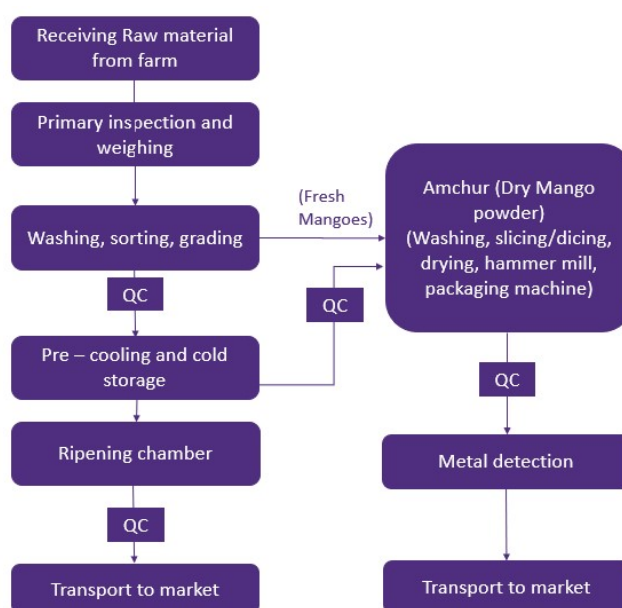 Receiving Raw material
from farm
Primary inspection and
weighing
Washing, sorting, grading
QC
Pre – cooling and cold
storage
Ripening chamber
QC
Transport to market
(Fresh
Mangoes)
QC
Amchur (Dry Mango
powder)
(Washing, slicing/dicing,
drying, hammer mill,
packaging machine)
QC
Metal detection
Transport to market